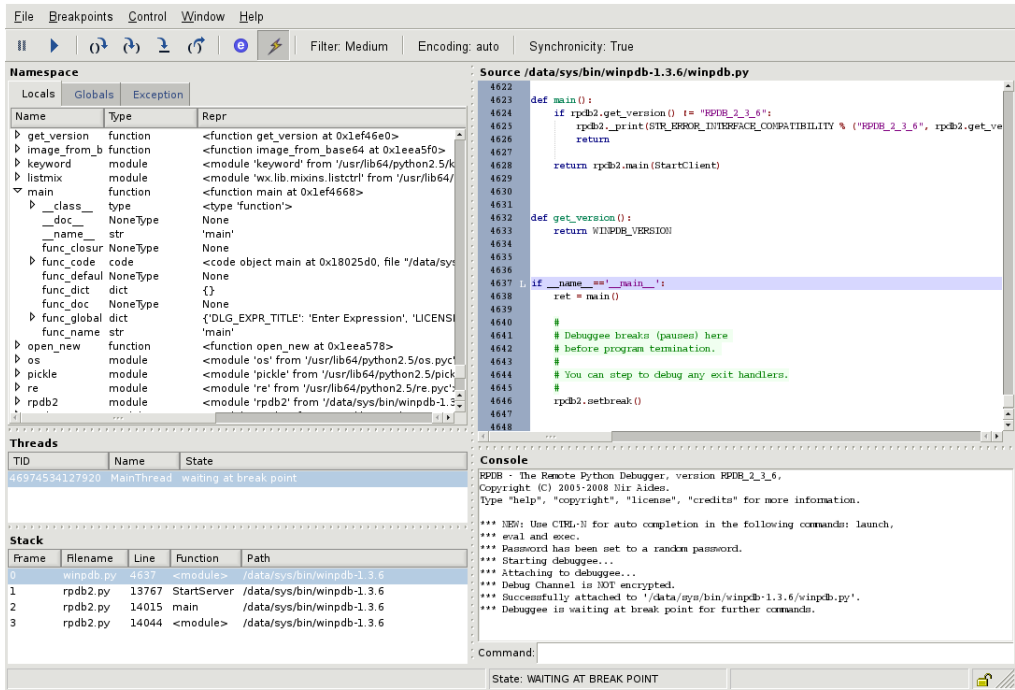 File Breakpoints Control Window Help
Filter: Medium Encoding: auto Synchronicity: True
Namespace
Locals Globals Exception
Name Type Repr
get_version function <function get_version at 0x1ef46e0>
image_from_b function <function image_from_base64 at 0x1eea5f0>
keyword module <module 'keyword' from '/usr/lib64/python2.5/k
listmix module <module 'wx.lib.mixins.listctrl' from '/usr/lib64/
main function <function main at 0x1ef4668>
__class__ type <type 'function'>
__doc__ NoneType None
__name__ str 'main'
func_closur NoneType None
func_code code <code object main at 0x18025d0, file "/data/sys
func_defaul NoneType None
func_dict dict {}
func_doc NoneType None
func_global dict {'DLG_EXPR_TITLE': 'Enter Expression', 'LICENSI
func_name str 'main'
open_new function <function open_new at 0x1eea578>
os module <module 'os' from '/usr/lib64/python2.5/os.pyc'
pickle module <module 'pickle' from '/usr/lib64/python2.5/pick
re module <module 're' from '/usr/lib64/python2.5/re.pyc'
rpdb2 module <module 'rpdb2' from '/data/sys/bin/winpdb-1.3
Threads
TID Name State
46974534127920 MainThread waiting at break point
Stack
Frame Filename Line Function Path
0 winpdb.py 4637 <module> /data/sys/bin/winpdb-1.3.6
1 rpdb2.py 13767 StartServer /data/sys/bin/winpdb-1.3.6
2 rpdb2.py 14015 main /data/sys/bin/winpdb-1.3.6
3 rpdb2.py 14044 <module> /data/sys/bin/winpdb-1.3.6
Source /data/sys/bin/winpdb-1.3.6/winpdb.py
4622
4623 def main():
4624 if rpdb2.get_version() != "RPDB_2_3_6":
4625 rpdb2._print(STR_ERROR_INTERFACE_COMPATIBILITY % ("RPDB_2_3_6", rpdb2.get_ve
4626 return
4627
4628 return rpdb2.main(StartClient)
4629
4630
4631
4632 def get_version():
4633 return WINPDB_VERSION
4634
4635
4636
4637 L if __name__=='__main__':
4638 ret = main()
4639
4640 #
4641 # Debuggee breaks (pauses) here
4642 # before program termination.
4643 #
4644 # You can step to debug any exit handlers.
4645 #
4646 rpdb2.setbreak()
4647
4648
Console
RPDB - The Remote Python Debugger, version RPDB_2_3_6,
Copyright (C) 2005-2008 Nir Aides.
Type "help", "copyright", "license", "credits" for more information.
*** NEW: Use CTRL-N for auto completion in the following commands: launch,
*** eval and exec.
*** Password has been set to a random password.
*** Starting debuggee...
*** Attaching to debuggee...
*** Debug Channel is NOT encrypted.
*** Successfully attached to '/data/sys/bin/winpdb-1.3.6/winpdb.py'.
*** Debuggee is waiting at break point for further commands.
Command:
State: WAITING AT BREAK POINT